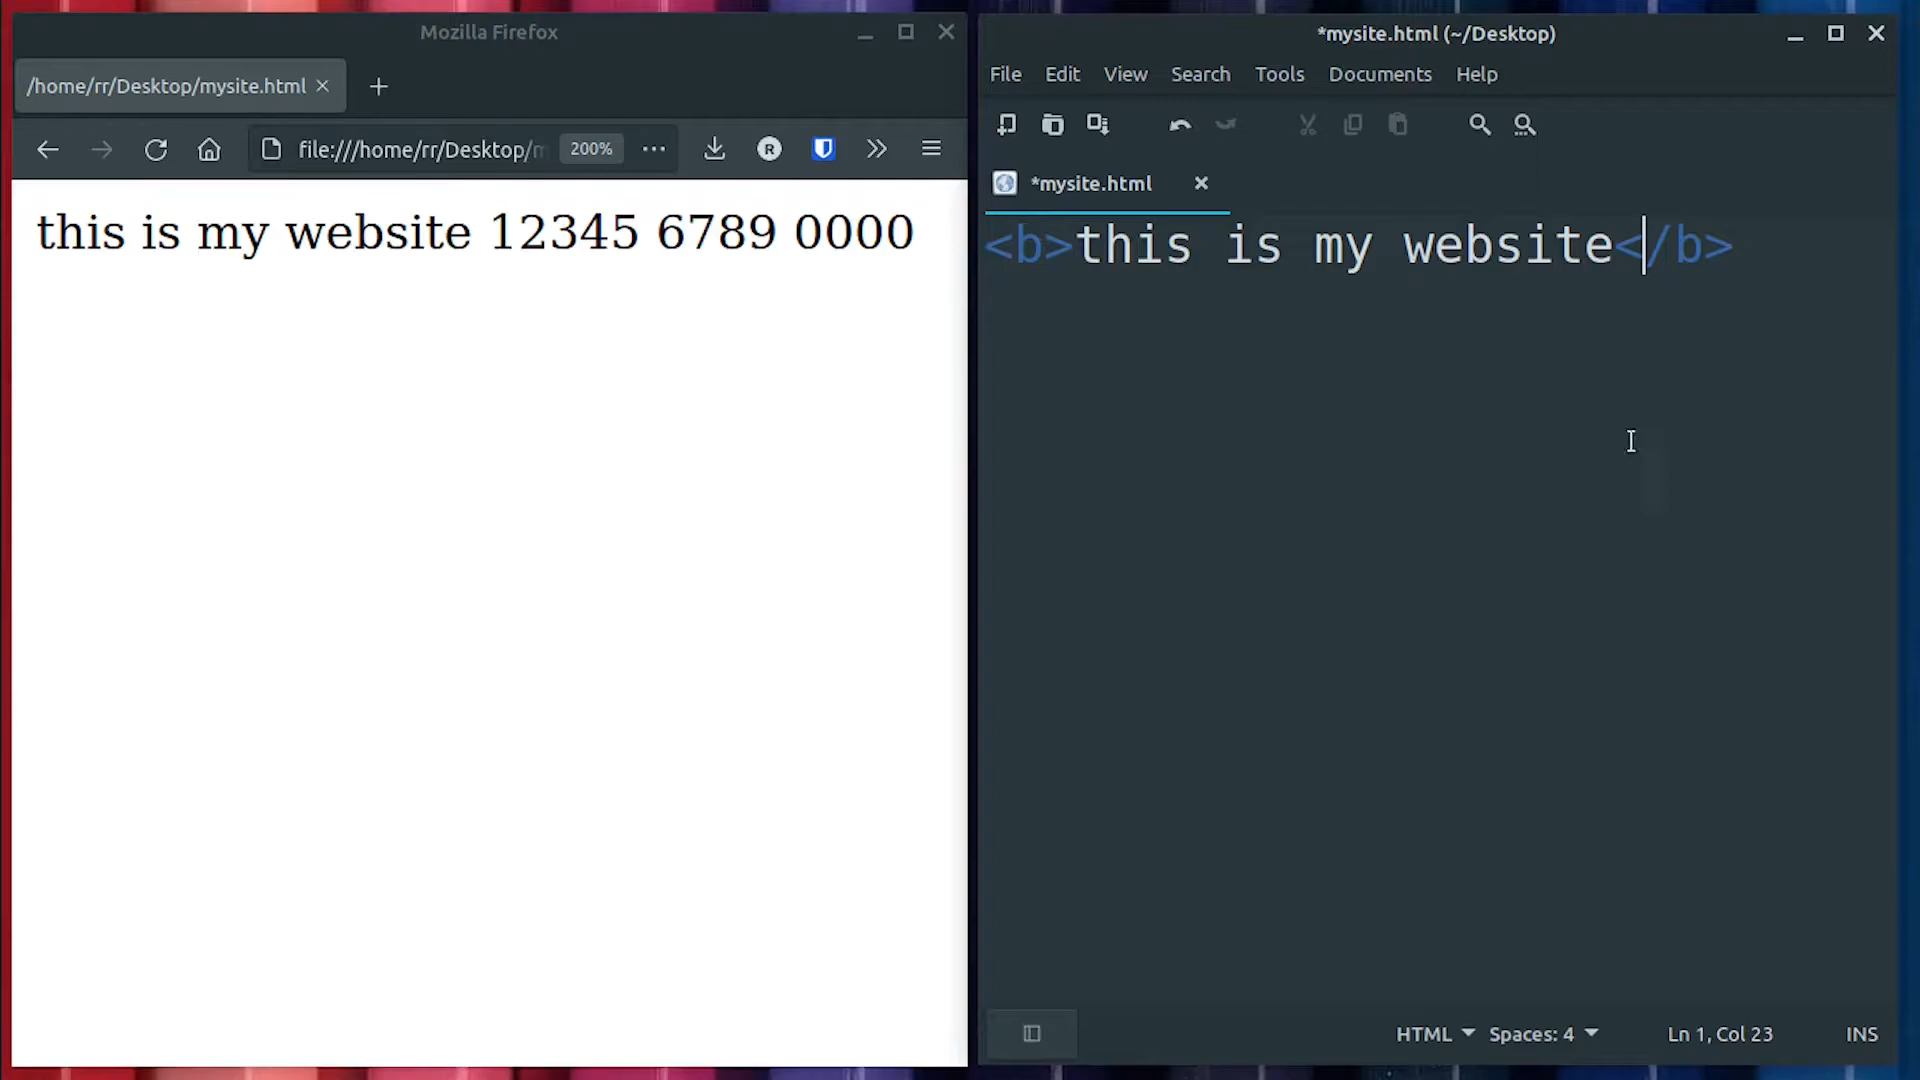 Mozilla Firefox
/home/rr/Desktop/mysite.html
file:///home/rr/Desktop/m
200%
R
this is my website 12345 6789 0000
*mysite.html (~/Desktop)
File Edit View Search Tools Documents Help
*mysite.html
<b>this is my website</b>
HTML Spaces: 4 Ln 1, Col 23 INS